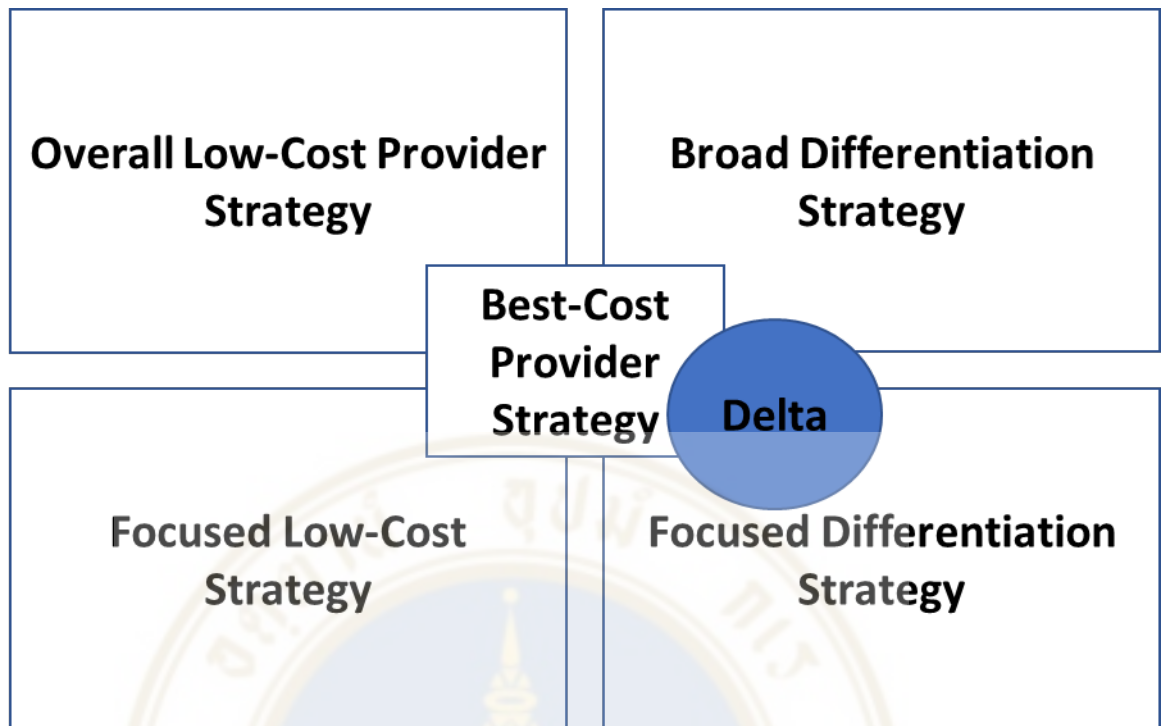 Overall Low-Cost Provider
Strategy
Broad Differentiation
Strategy
Best-Cost
Provider
Strategy
Delta
Focused Low-Cost
Strategy
Focused Differentiation
Strategy